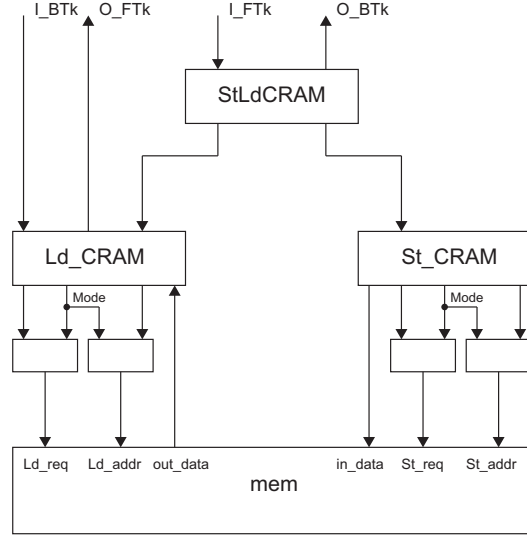 I_BTk O_FTk I_FTk O_BTk
StLdCRAM
Ld_CRAM St_CRAM
Mode Mode
Ld_req Ld_addr out_data in_data St_req St_addr
mem